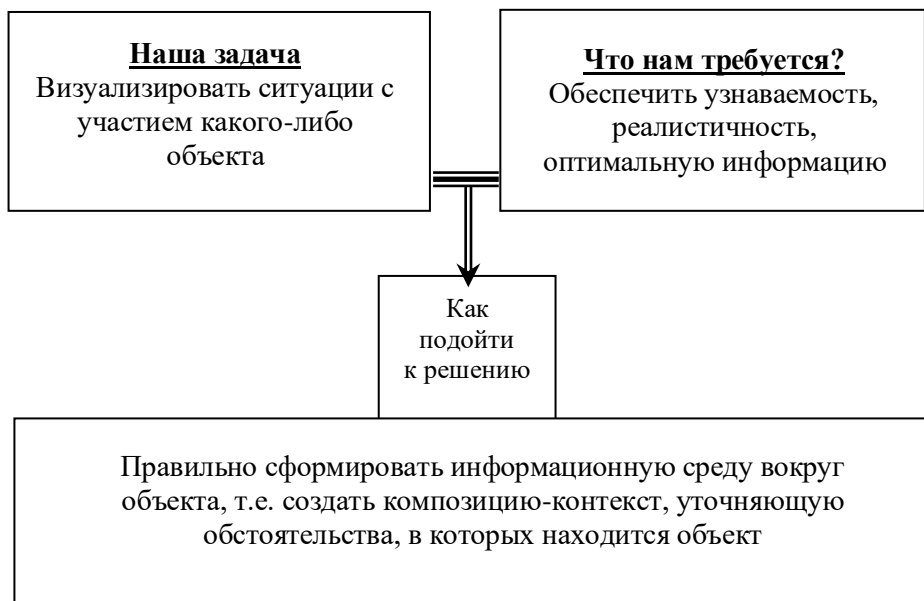 Наша задача
Визуализировать ситуации с
участием какого-либо
объекта
Что нам требуется?
Обеспечить узнаваемость,
реалистичность,
оптимальную информацию
Как
подойти
к решению
Правильно сформировать информационную среду вокруг
объекта, т.е. создать композицию-контекст, уточняющую
обстоятельства, в которых находится объект